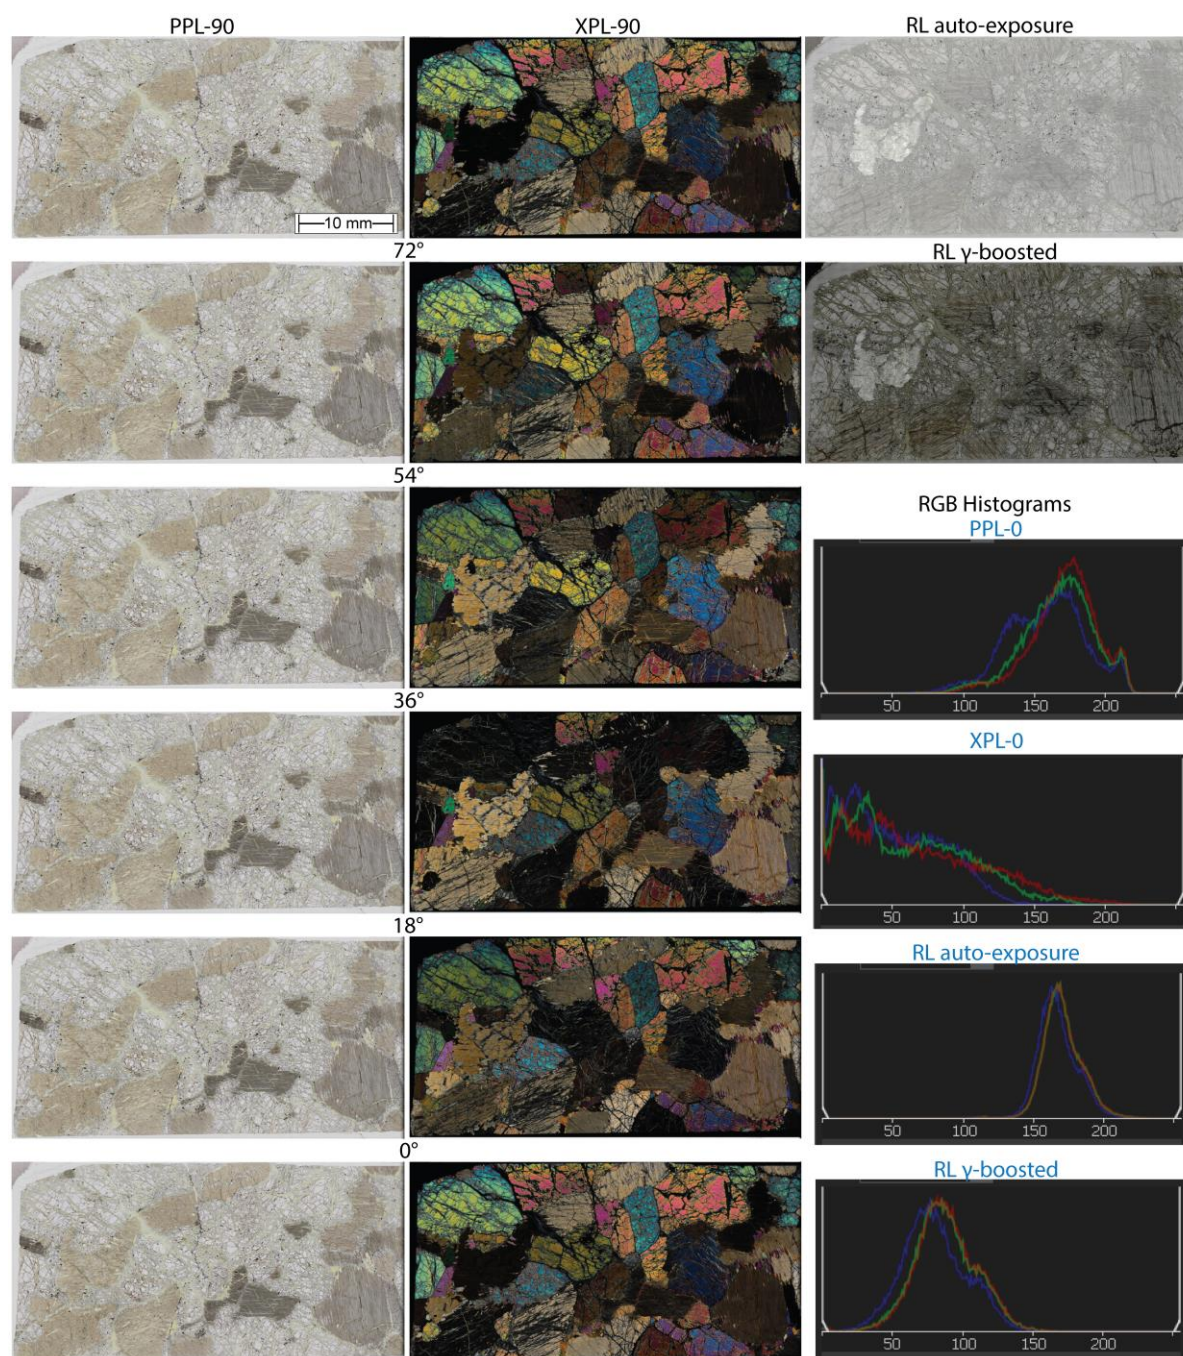 PPL-90 XPL-90 RL auto-exposure
10 mm
72° RL γ-boosted
54°
RGB Histograms
PPL-0
50 100 150 200
36°
XPL-0
50 100 150 200
18°
RL auto-exposure
50 100 150 200
0°
RL γ-boosted
50 100 150 200